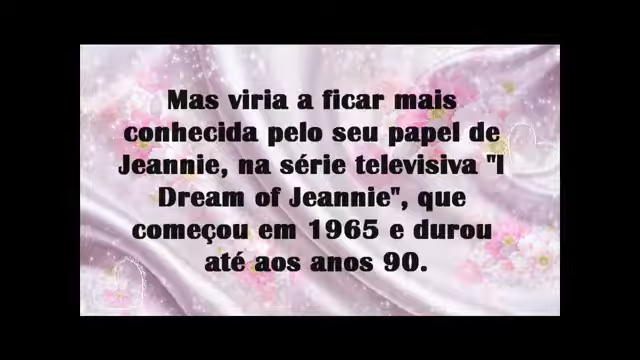 Mas viria a ficar mais
conhecida pelo seu papel de
Jeannie, na série televisiva "I
Dream of Jeannie", que
começou em 1965 e durou
até aos anos 90.